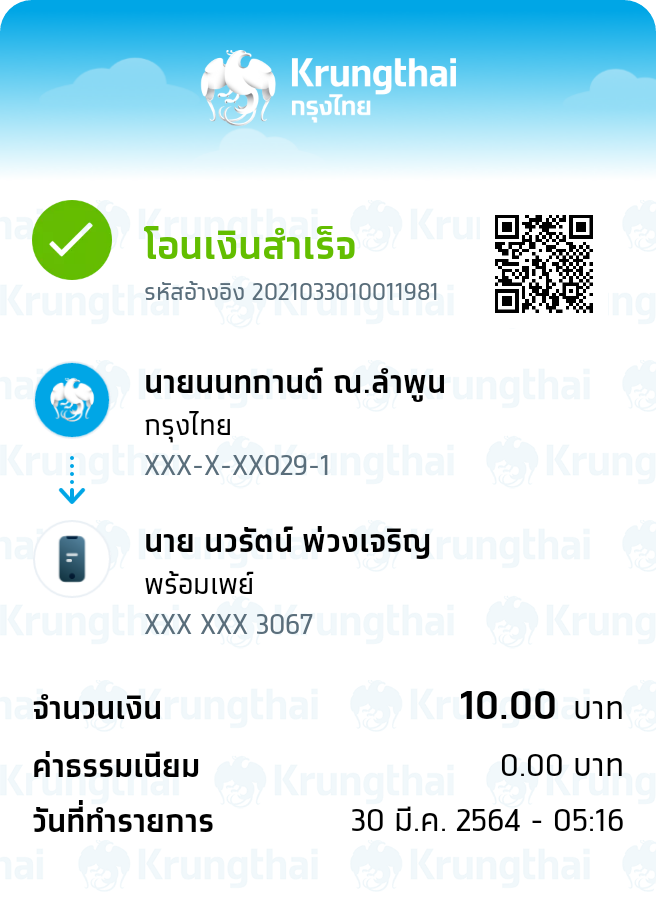 Krungthai
กรุงไทย
โอนเงินสำเร็จ
รหัสอ้างอิง 2021033010011981
นายนนทกานต์ ณ.ลำพูน
กรุงไทย
XXX-X-XX029-1
นาย นวรัตน์ พ่วงเจริญ
พร้อมเพย์
XXX XXX 3067
จำนวนเงิน 10.00 บาท
ค่าธรรมเนียม 0.00 บาท
วันที่ทำรายการ 30 มี.ค. 2564 - 05:16